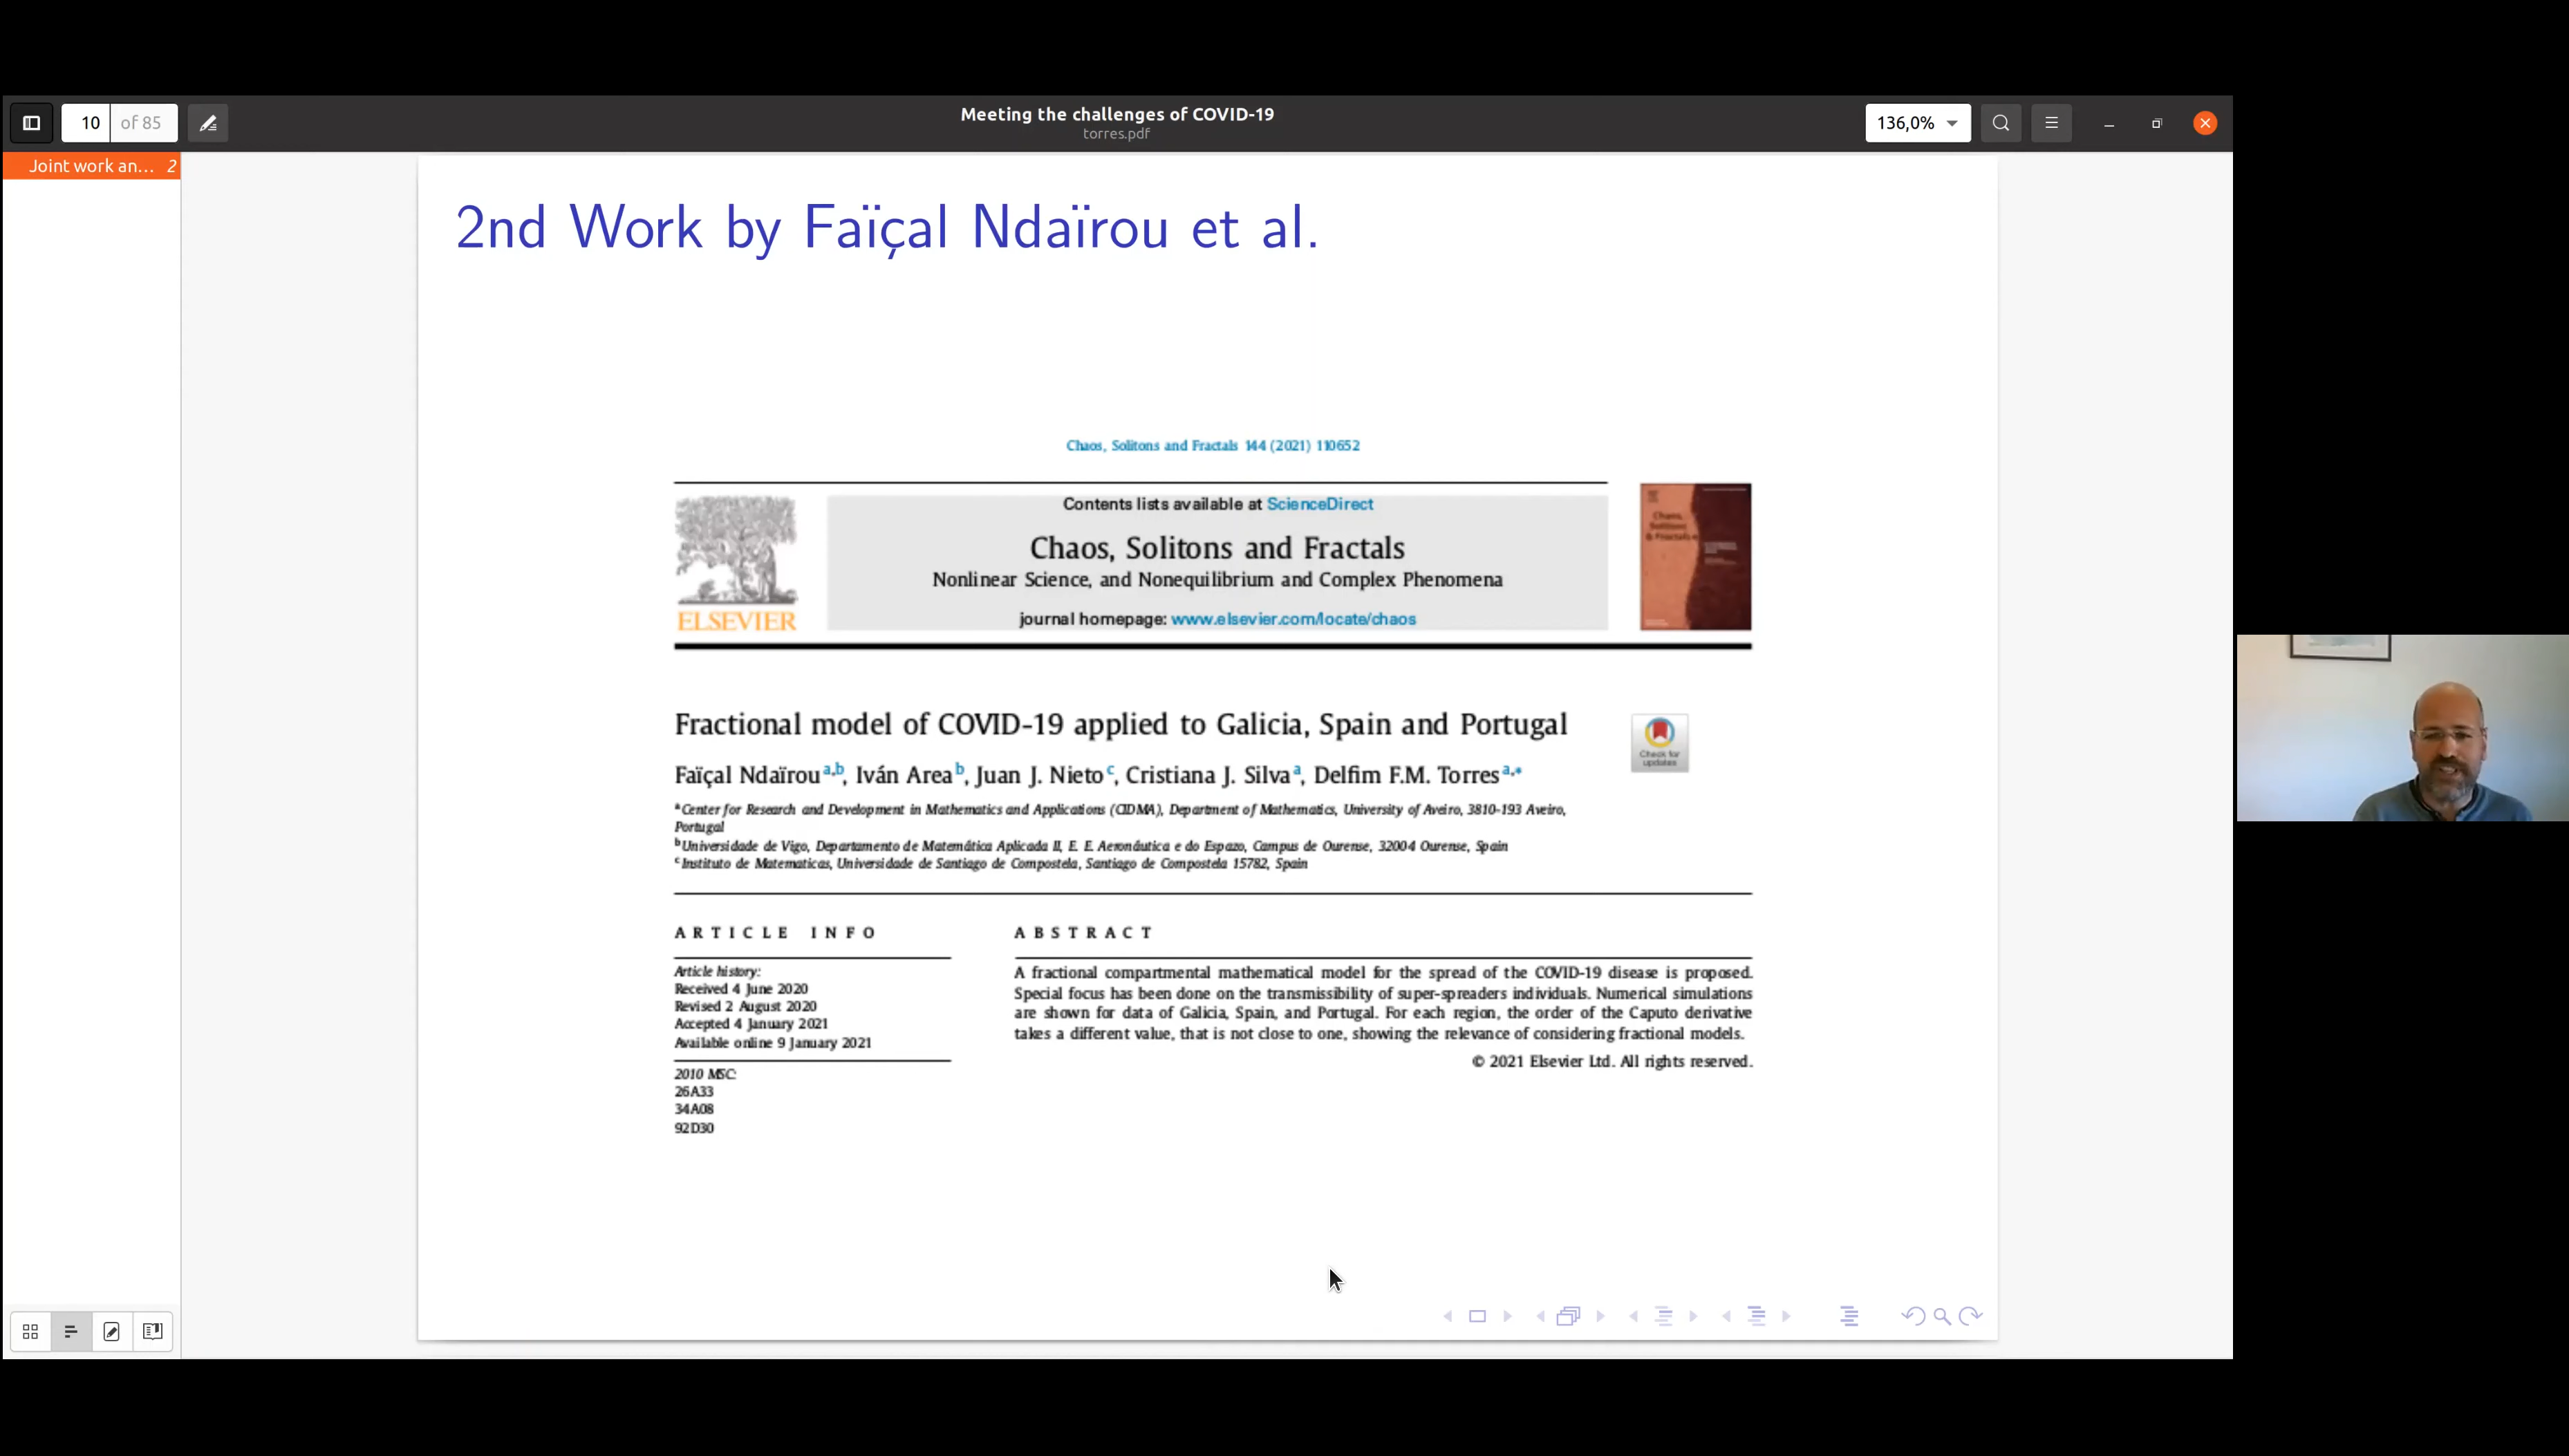 10 of 85
Meeting the challenges of COVID-19
torres.pdf
136,0%
Joint work an... 2
2nd Work by Faïçal Ndaïrou et al.
Chaos, Solitons and Fractals 144 (2021) 110652
Contents lists available at ScienceDirect
Chaos, Solitons and Fractals
Nonlinear Science, and Nonequilibrium and Complex Phenomena
journal homepage: www.elsevier.com/locate/chaos
ELSEVIER
Chaos,
Solitons
& Fractals
Fractional model of COVID-19 applied to Galicia, Spain and Portugal
Check for
updates
Faïçal Ndaïrou a,b, Iván Area b, Juan J. Nieto c, Cristiana J. Silva a, Delfim F.M. Torres a,*
a Center for Research and Development in Mathematics and Applications (CIDMA), Department of Mathematics, University of Aveiro, 3810-193 Aveiro,
Portugal
b Universidade de Vigo, Departamento de Matemática Aplicada II, E. E. Aeronáutica e do Espazo, Campus de Ourense, 32004 Ourense, Spain
c Instituto de Matematicas, Universidade de Santiago de Compostela, Santiago de Compostela 15782, Spain
ARTICLE INFO
Article history:
Received 4 June 2020
Revised 2 August 2020
Accepted 4 January 2021
Available online 9 January 2021
2010 MSC:
26A33
34A08
92D30
ABSTRACT
A fractional compartmental mathematical model for the spread of the COVID-19 disease is proposed.
Special focus has been done on the transmissibility of super-spreaders individuals. Numerical simulations
are shown for data of Galicia, Spain, and Portugal. For each region, the order of the Caputo derivative
takes a different value, that is not close to one, showing the relevance of considering fractional models.
© 2021 Elsevier Ltd. All rights reserved.